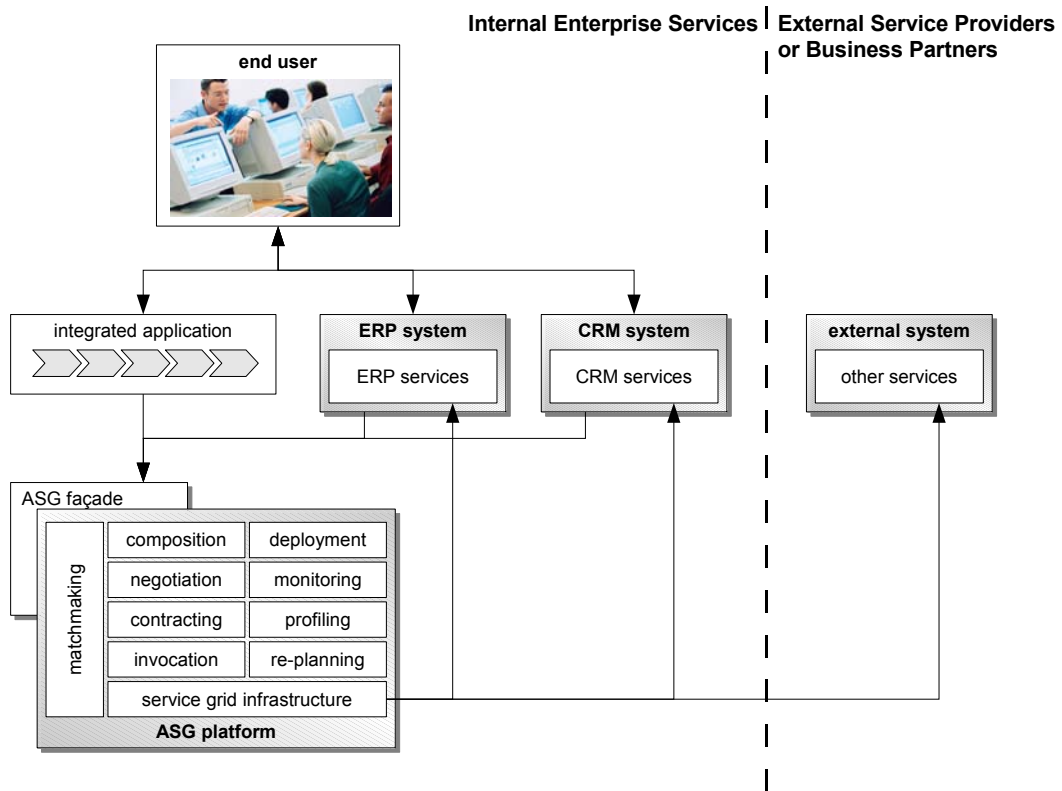 Internal Enterprise Services
External Service Providers
or Business Partners
end user
integrated application
ERP system
ERP services
CRM system
CRM services
external system
other services
ASG façade
matchmaking
composition
deployment
negotiation
monitoring
contracting
profiling
invocation
re-planning
service grid infrastructure
ASG platform